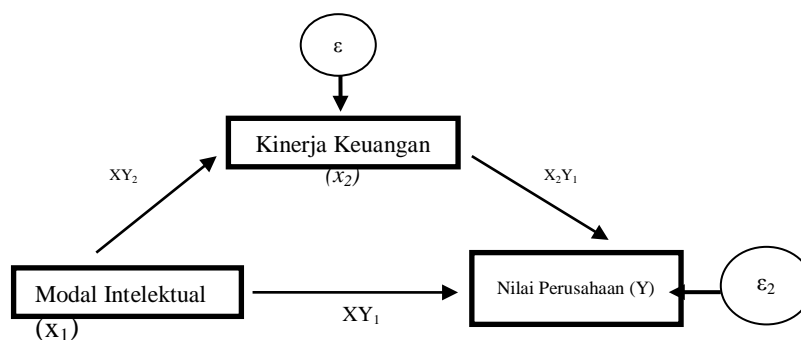 ε
Kinerja Keuangan
(x₂)
XY₂
X₂Y₁
Modal Intelektual
(x₁)
XY₁
Nilai Perusahaan (Y)
ε₂